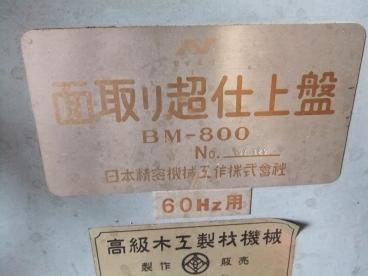 面取り超仕上盤
BM-800
No.
日本精密機械工作株式會社
60Hz用
高級木工製材機械
製作 販売